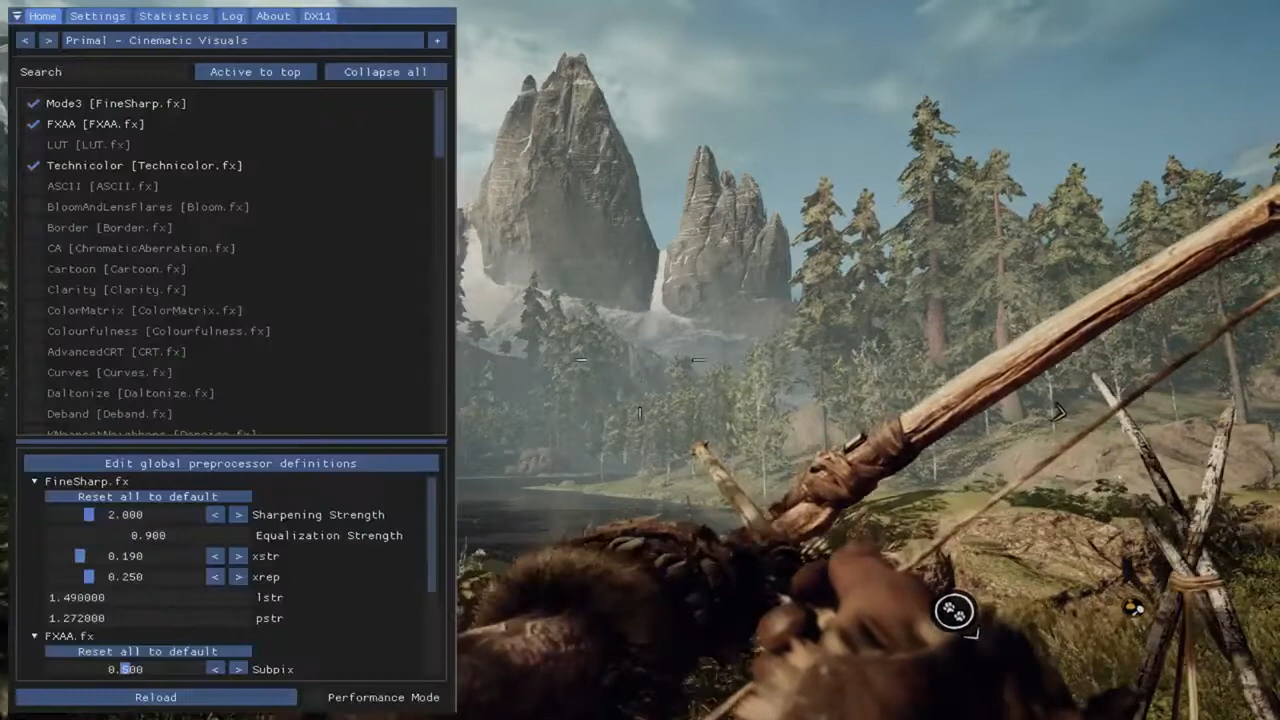 Home Settings Statistics Log About DX11
< > Primal - Cinematic Visuals +
Search Active to top Collapse all
Mode3 [FineSharp.fx]
FXAA [FXAA.fx]
LUT [LUT.fx]
Technicolor [Technicolor.fx]
ASCII [ASCII.fx]
BloomAndLensFlares [Bloom.fx]
Border [Border.fx]
CA [ChromaticAberration.fx]
Cartoon [Cartoon.fx]
Clarity [Clarity.fx]
ColorMatrix [ColorMatrix.fx]
Colourfulness [Colourfulness.fx]
AdvancedCRT [CRT.fx]
Curves [Curves.fx]
Daltonize [Daltonize.fx]
Deband [Deband.fx]
Edit global preprocessor definitions
FineSharp.fx
Reset all to default
2.000 < > Sharpening Strength
0.900 Equalization Strength
0.190 < > xstr
0.250 < > xrep
1.490000 lstr
1.272000 pstr
FXAA.fx
Reset all to default
0.500 < > Subpix
Reload Performance Mode